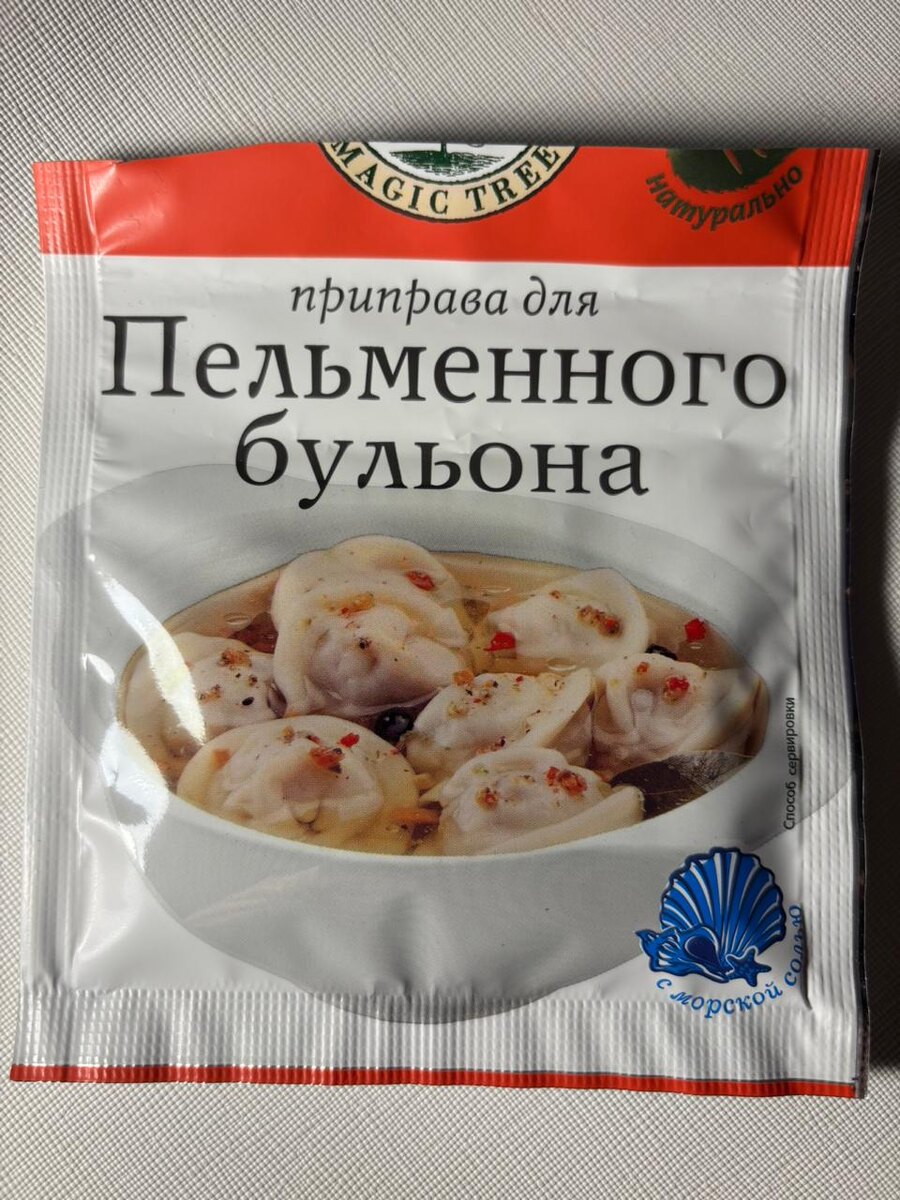 MAGIC TREE
натурально
приправа для
Пельменного
бульона
Способ сервировки
с морской солью